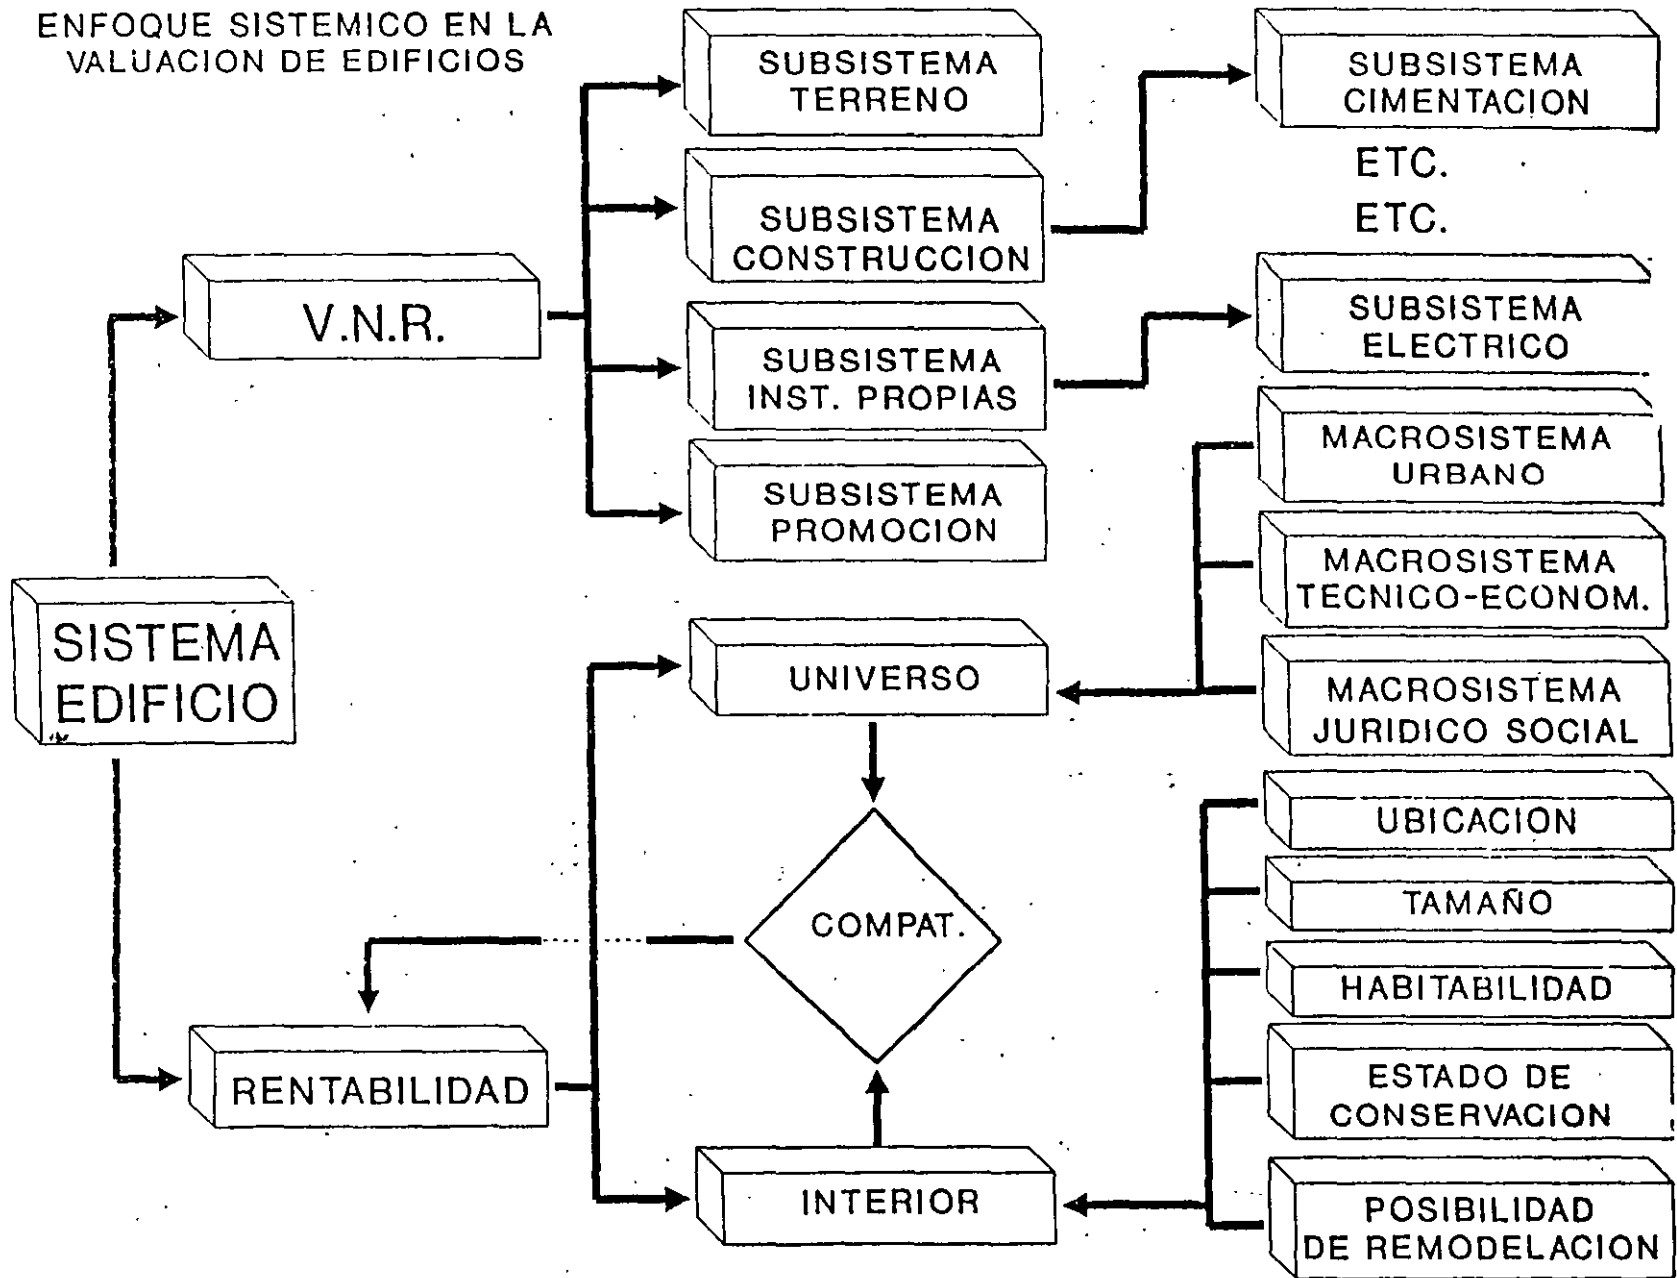 ENFOQUE SISTEMICO EN LA
VALUACION DE EDIFICIOS
SISTEMA
EDIFICIO
V.N.R.
SUBSISTEMA
TERRENO
SUBSISTEMA
CONSTRUCCION
SUBSISTEMA
INST. PROPIAS
SUBSISTEMA
PROMOCION
SUBSISTEMA
CIMENTACION
ETC.
ETC.
SUBSISTEMA
ELECTRICO
RENTABILIDAD
UNIVERSO
COMPAT.
INTERIOR
MACROSISTEMA
URBANO
MACROSISTEMA
TECNICO-ECONOM.
MACROSISTEMA
JURIDICO SOCIAL
UBICACION
TAMAÑO
HABITABILIDAD
ESTADO DE
CONSERVACION
POSIBILIDAD
DE REMODELACION